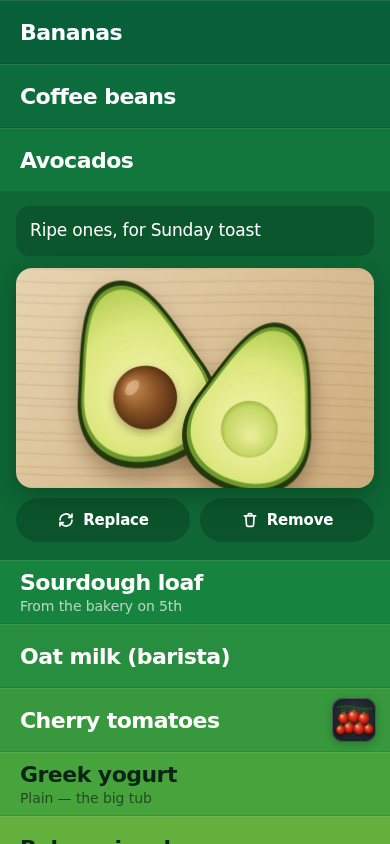 Bananas
Coffee beans
Avocados
Ripe ones, for Sunday toast
Replace
Remove
Sourdough loaf
From the bakery on 5th
Oat milk (barista)
Cherry tomatoes
Greek yogurt
Plain — the big tub